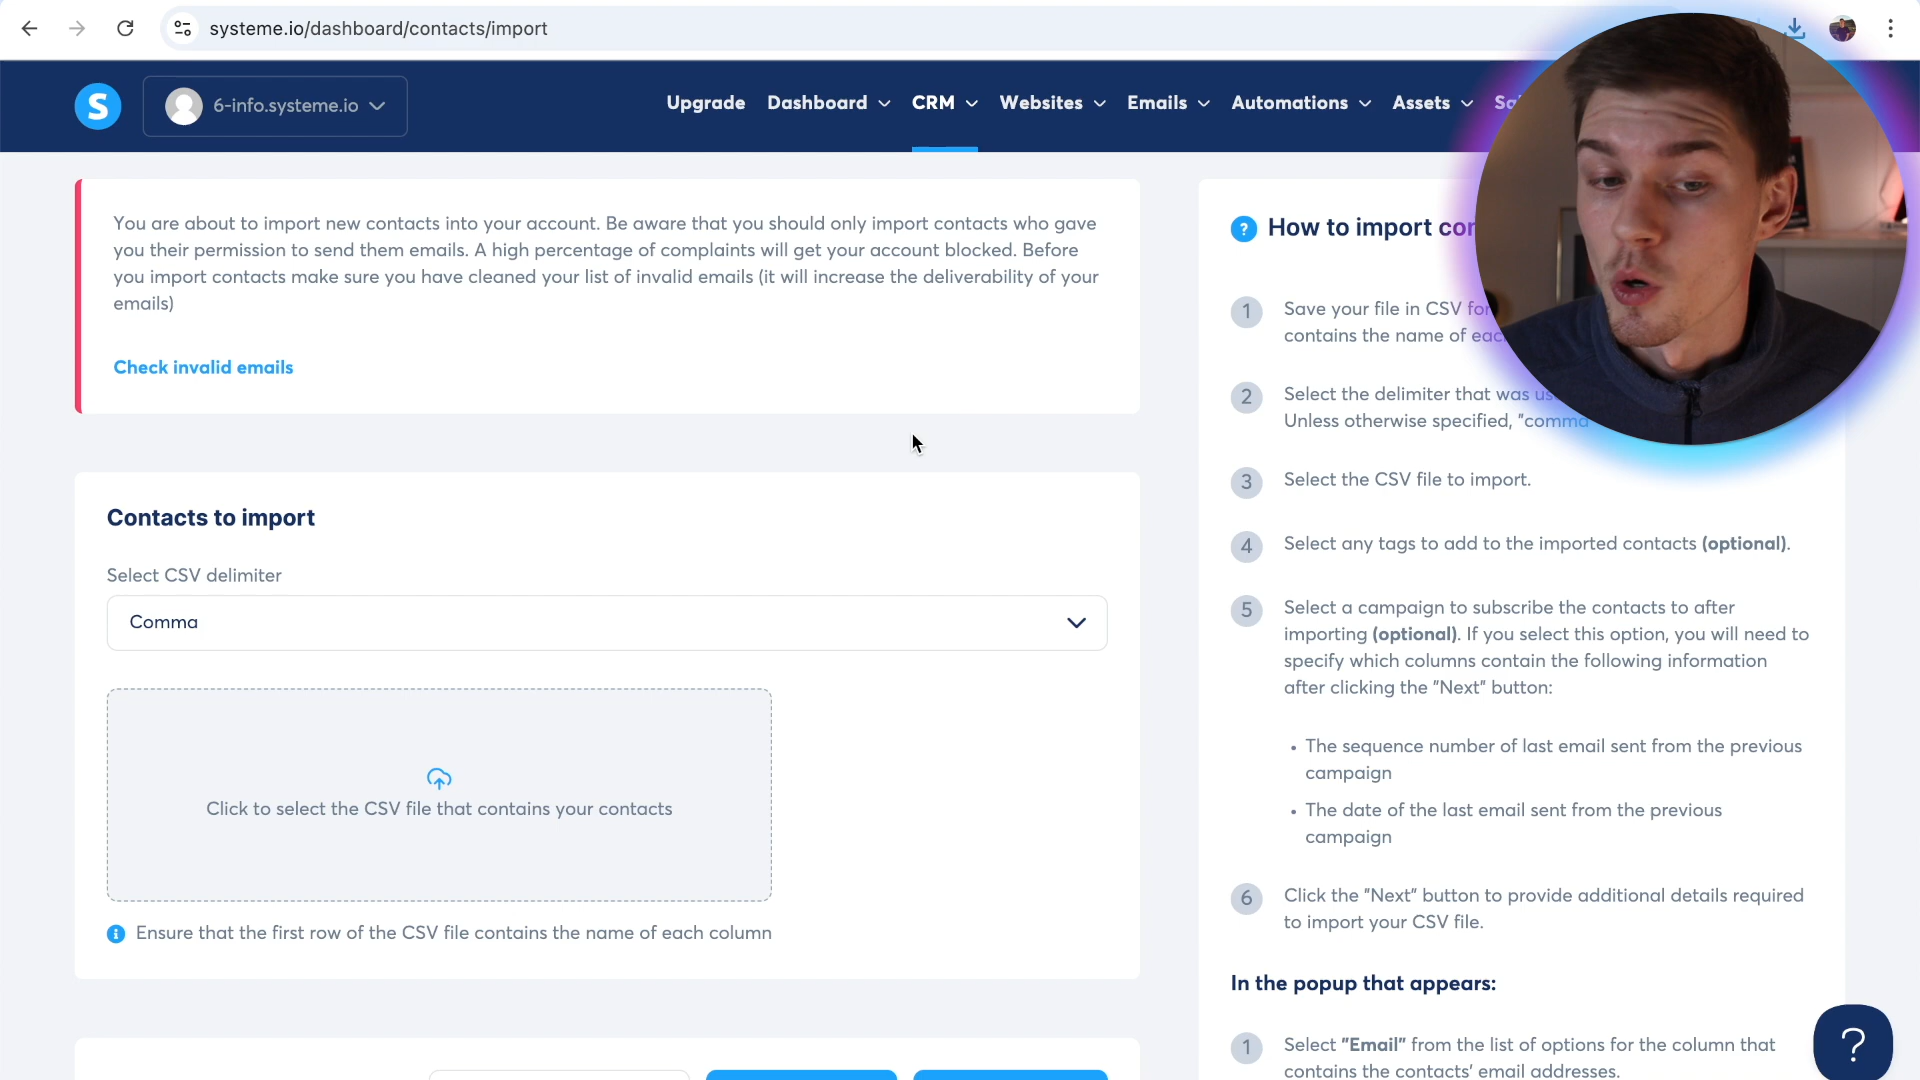 systeme.io/dashboard/contacts/import
S
6-info.systeme.io
Upgrade Dashboard CRM Websites Emails Automations Assets
You are about to import new contacts into your account. Be aware that you should only import contacts who gave
you their permission to send them emails. A high percentage of complaints will get your account blocked. Before
you import contacts make sure you have cleaned your list of invalid emails (it will increase the deliverability of your
emails)
Check invalid emails
Contacts to import
Select CSV delimiter
Comma
Click to select the CSV file that contains your contacts
Ensure that the first row of the CSV file contains the name of each column
? How to import
1 Save your file in CSV
contains the name of each
2 Select the delimiter that was
Unless otherwise specified, "comma
3 Select the CSV file to import.
4 Select any tags to add to the imported contacts (optional).
5 Select a campaign to subscribe the contacts to after
importing (optional). If you select this option, you will need to
specify which columns contain the following information
after clicking the "Next" button:
• The sequence number of last email sent from the previous
campaign
• The date of the last email sent from the previous
campaign
6 Click the "Next" button to provide additional details required
to import your CSV file.
In the popup that appears:
1 Select "Email" from the list of options for the column that
contains the contacts' email addresses.
?